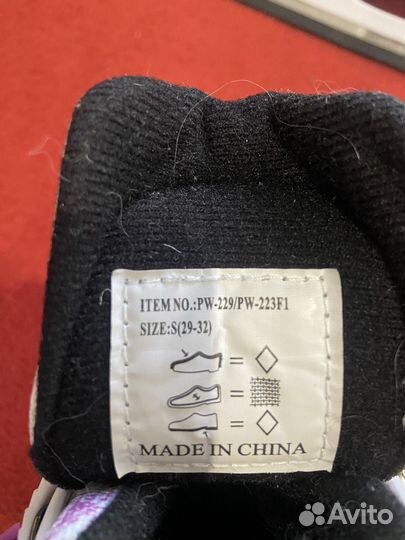 ITEM NO.:PW-229/PW-223F1
SIZE:S(29-32)
=
=
=
MADE IN CHINA
Avito